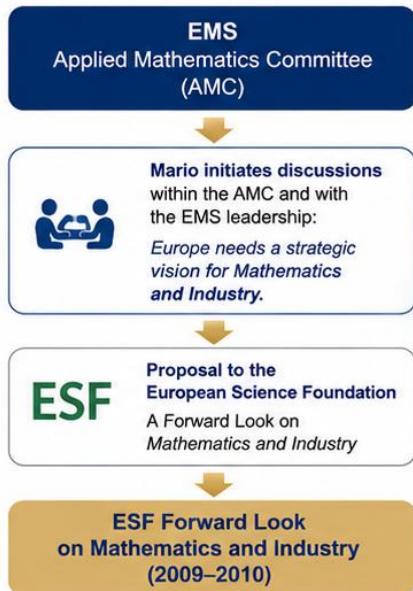 EMS
Applied Mathematics Committee
(AMC)
Mario initiates discussions
within the AMC and with
the EMS leadership:
Europe needs a strategic
vision for Mathematics
and Industry.
ESF
Proposal to the
European Science Foundation
A Forward Look on
Mathematics and Industry
ESF Forward Look
on Mathematics and Industry
(2009–2010)